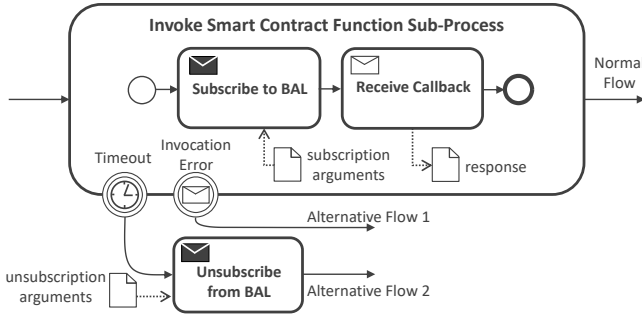 Invoke Smart Contract Function Sub-Process
Subscribe to BAL
Receive Callback
Normal
Flow
Timeout
Invocation
Error
subscription
arguments
response
Alternative Flow 1
unsubscription
arguments
Unsubscribe
from BAL
Alternative Flow 2